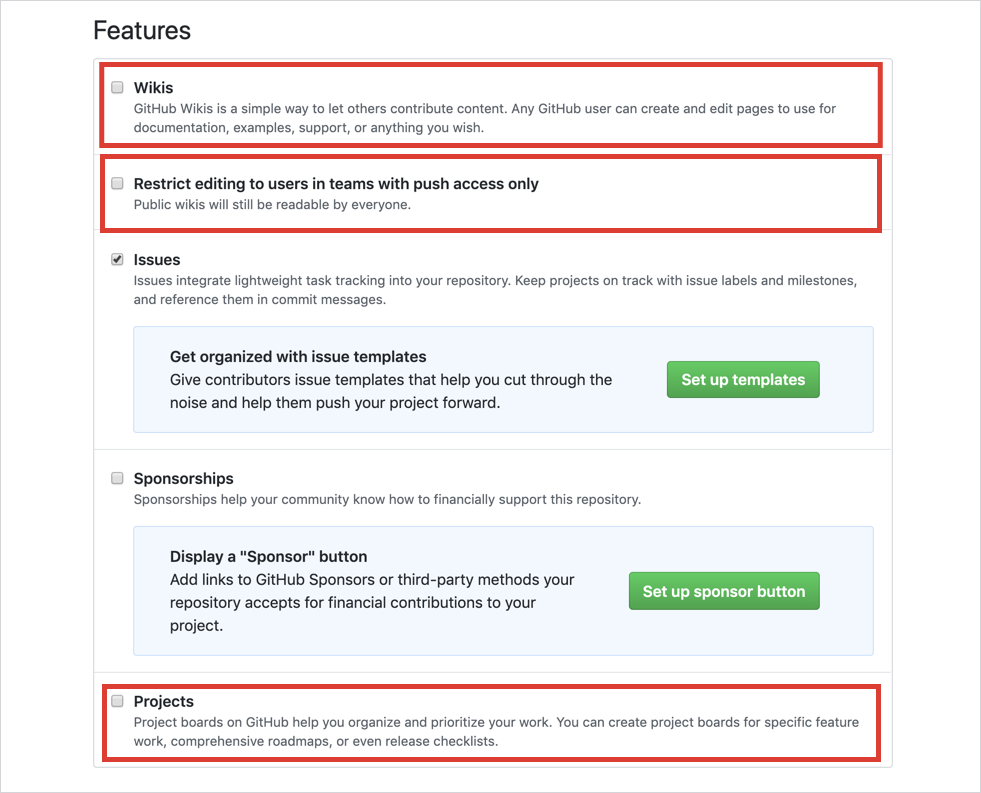 Features
Wikis
GitHub Wikis is a simple way to let others contribute content. Any GitHub user can create and edit pages to use for
documentation, examples, support, or anything you wish.
Restrict editing to users in teams with push access only
Public wikis will still be readable by everyone.
Issues
Issues integrate lightweight task tracking into your repository. Keep projects on track with issue labels and milestones,
and reference them in commit messages.
Get organized with issue templates
Give contributors issue templates that help you cut through the
noise and help them push your project forward.
Set up templates
Sponsorships
Sponsorships help your community know how to financially support this repository.
Display a "Sponsor" button
Add links to GitHub Sponsors or third-party methods your
repository accepts for financial contributions to your
project.
Set up sponsor button
Projects
Project boards on GitHub help you organize and prioritize your work. You can create project boards for specific feature
work, comprehensive roadmaps, or even release checklists.